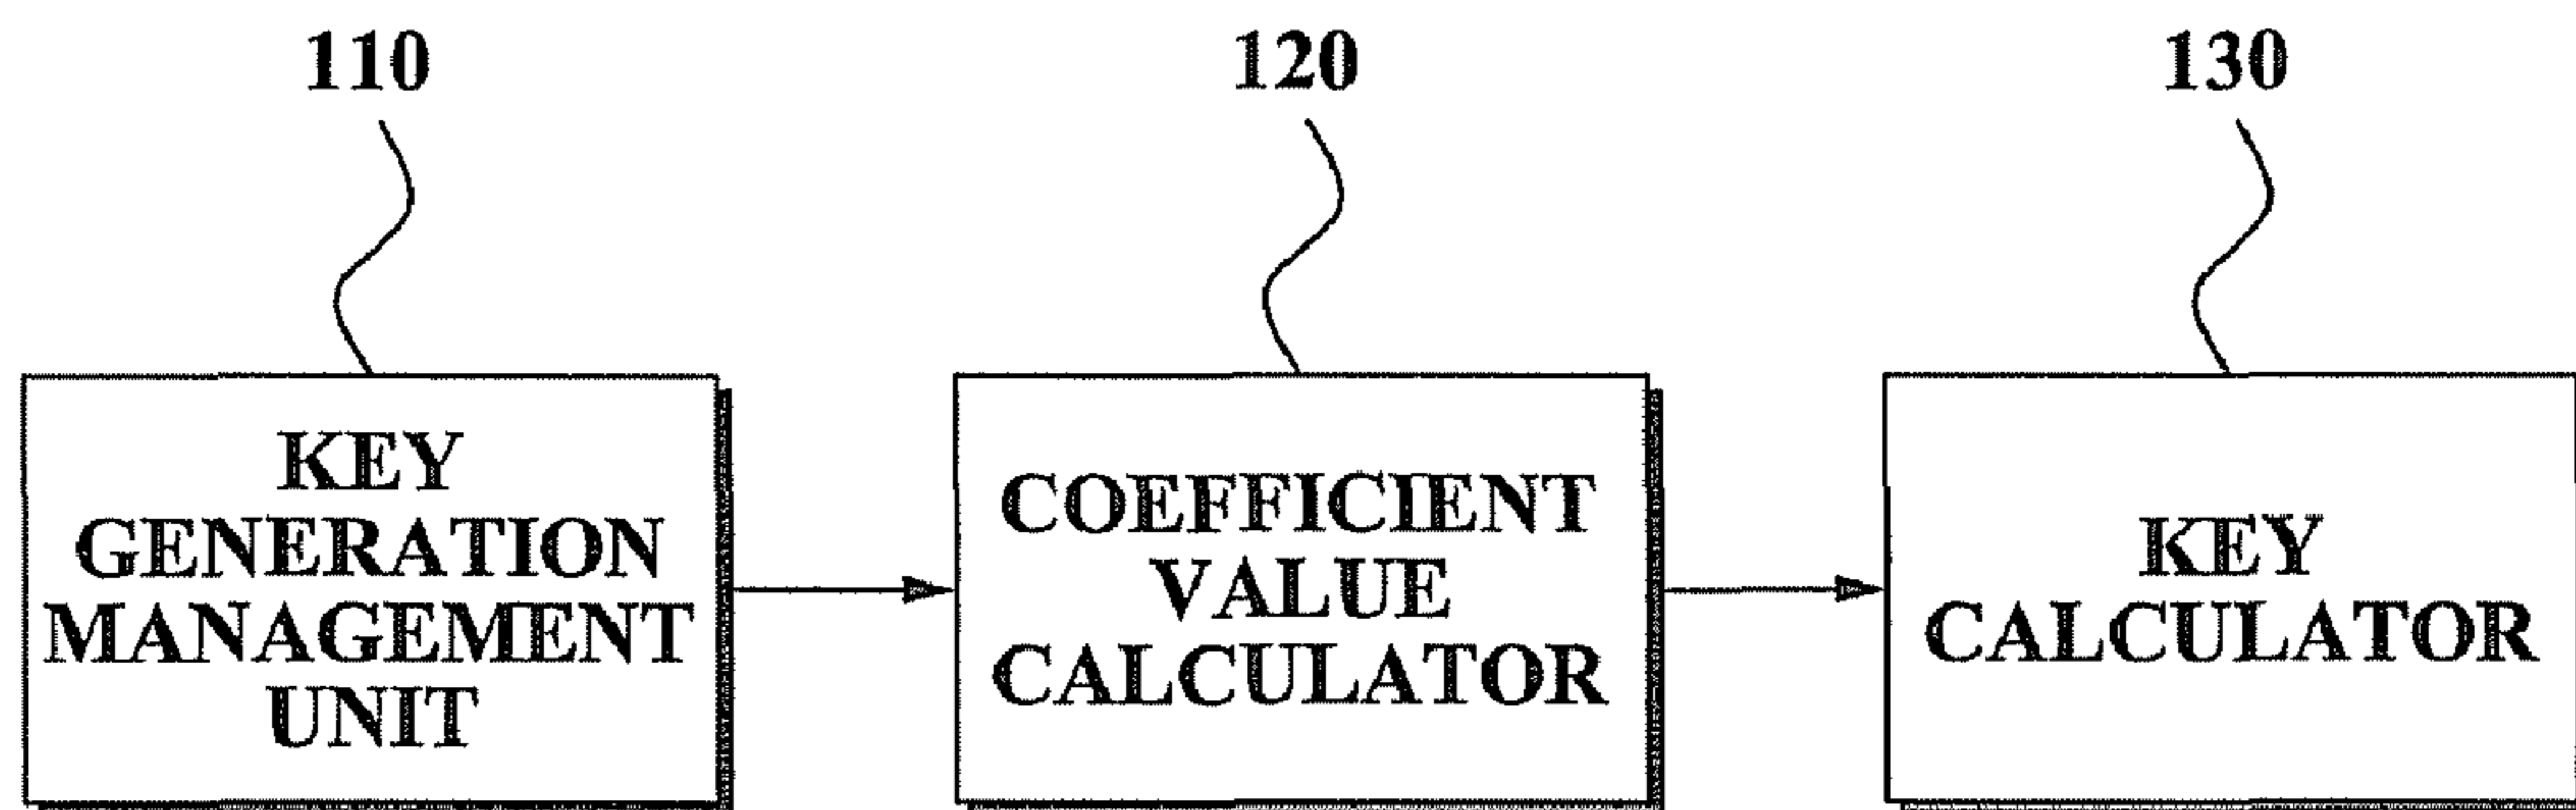 110
120
130
KEY
GENERATION
MANAGEMENT
UNIT
COEFFICIENT
VALUE
CALCULATOR
KEY
CALCULATOR